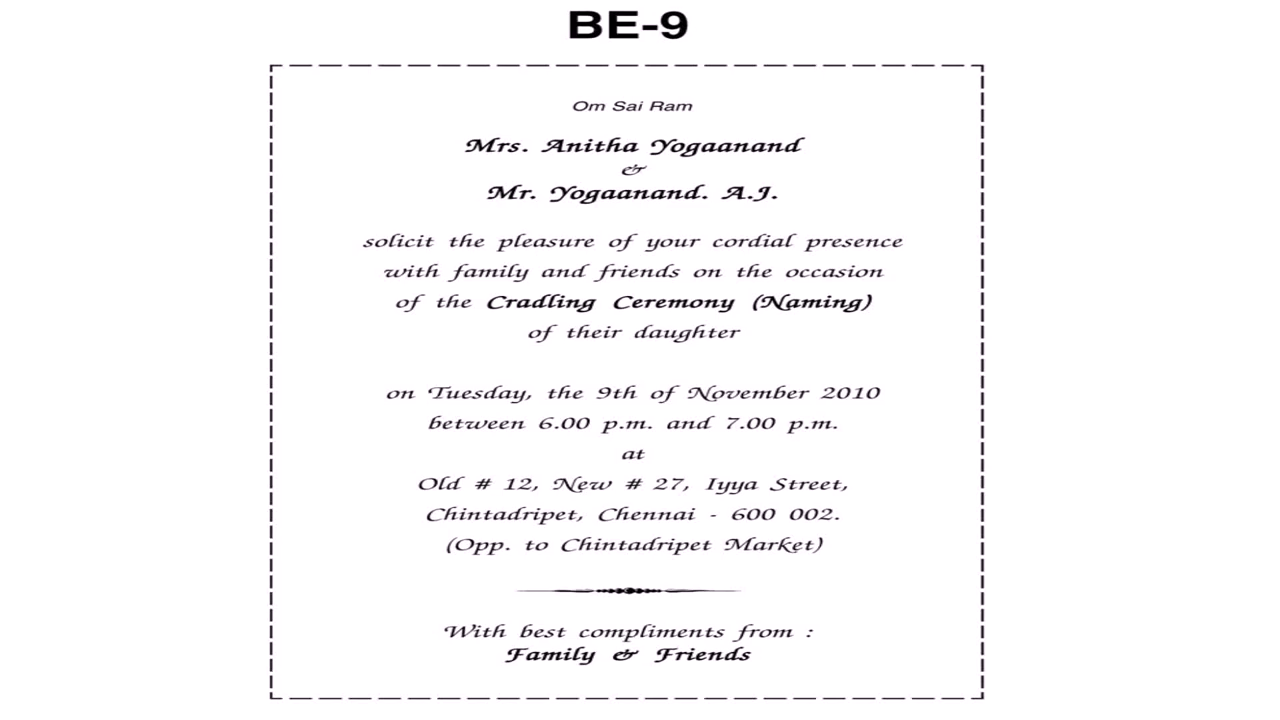 BE-9
Om Sai Ram
Mrs. Anitha Yogaanand
&
Mr. Yogaanand. A.J.
solicit the pleasure of your cordial presence
with family and friends on the occasion
of the Cradling Ceremony (Naming)
of their daughter
on Tuesday, the 9th of November 2010
between 6.00 p.m. and 7.00 p.m.
at
Old # 12, New # 27, Iyya Street,
Chintadripet, Chennai - 600 002.
(Opp. to Chintadripet Market)
With best compliments from :
Family & Friends